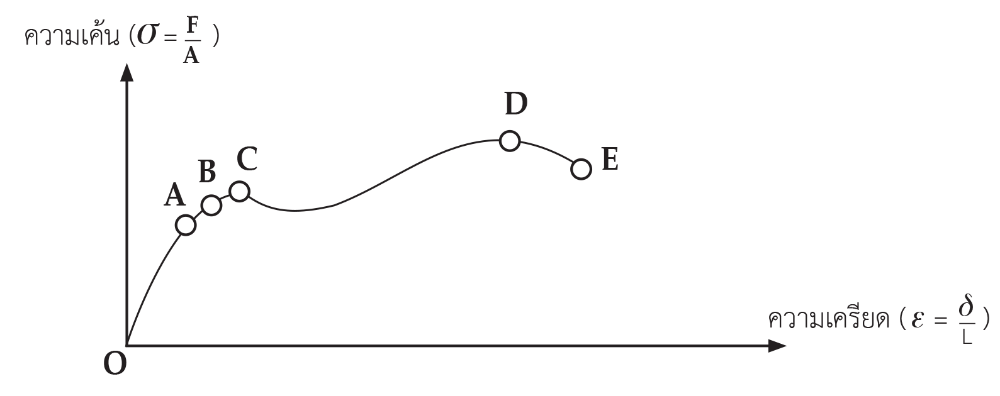 ความเค้น (σ = F/A )
D
C
E
B
A
ความเครียด ( ε = δ/L )
O